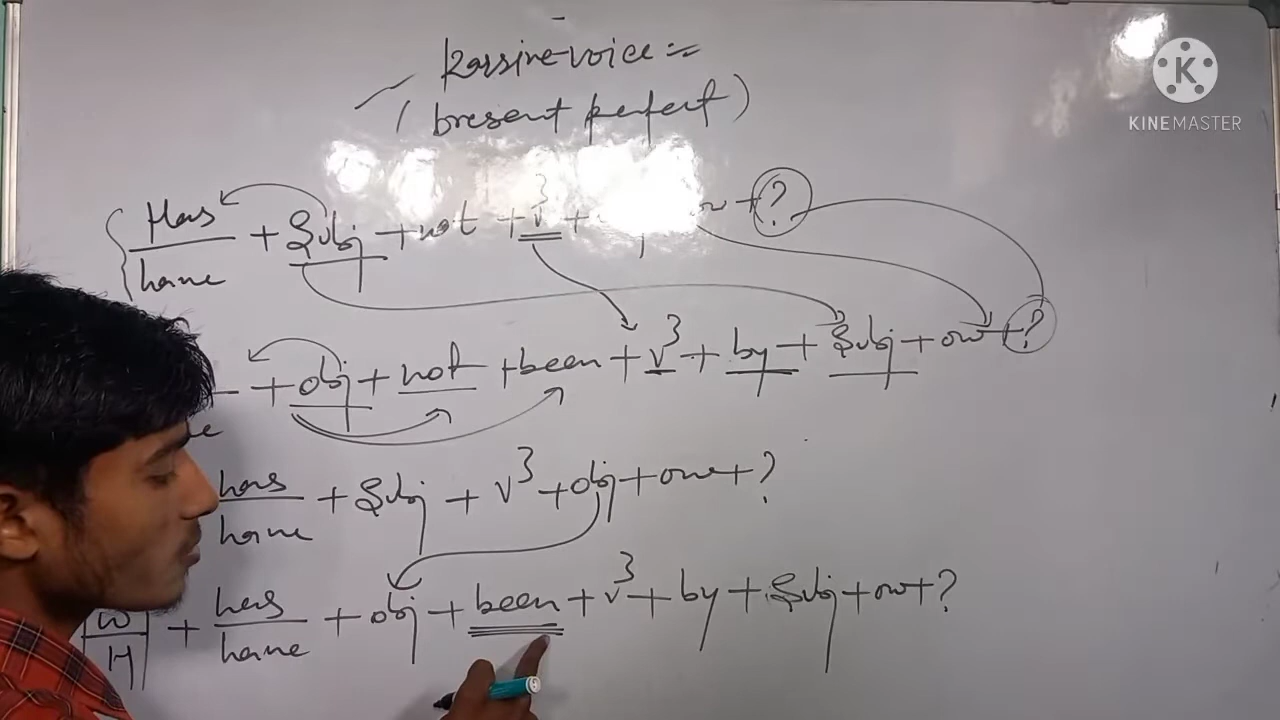 Passive-voice =
( present perfect )
K
KINEMASTER
Has + Subj + not + v³ + ow + ?
have
+ obj + not + been + v³ + by + Subj + ow + ?
has + Subj + v³ + obj + ow + ?
have
W + has + obj + been + v³ + by + Subj + ow + ?
H have